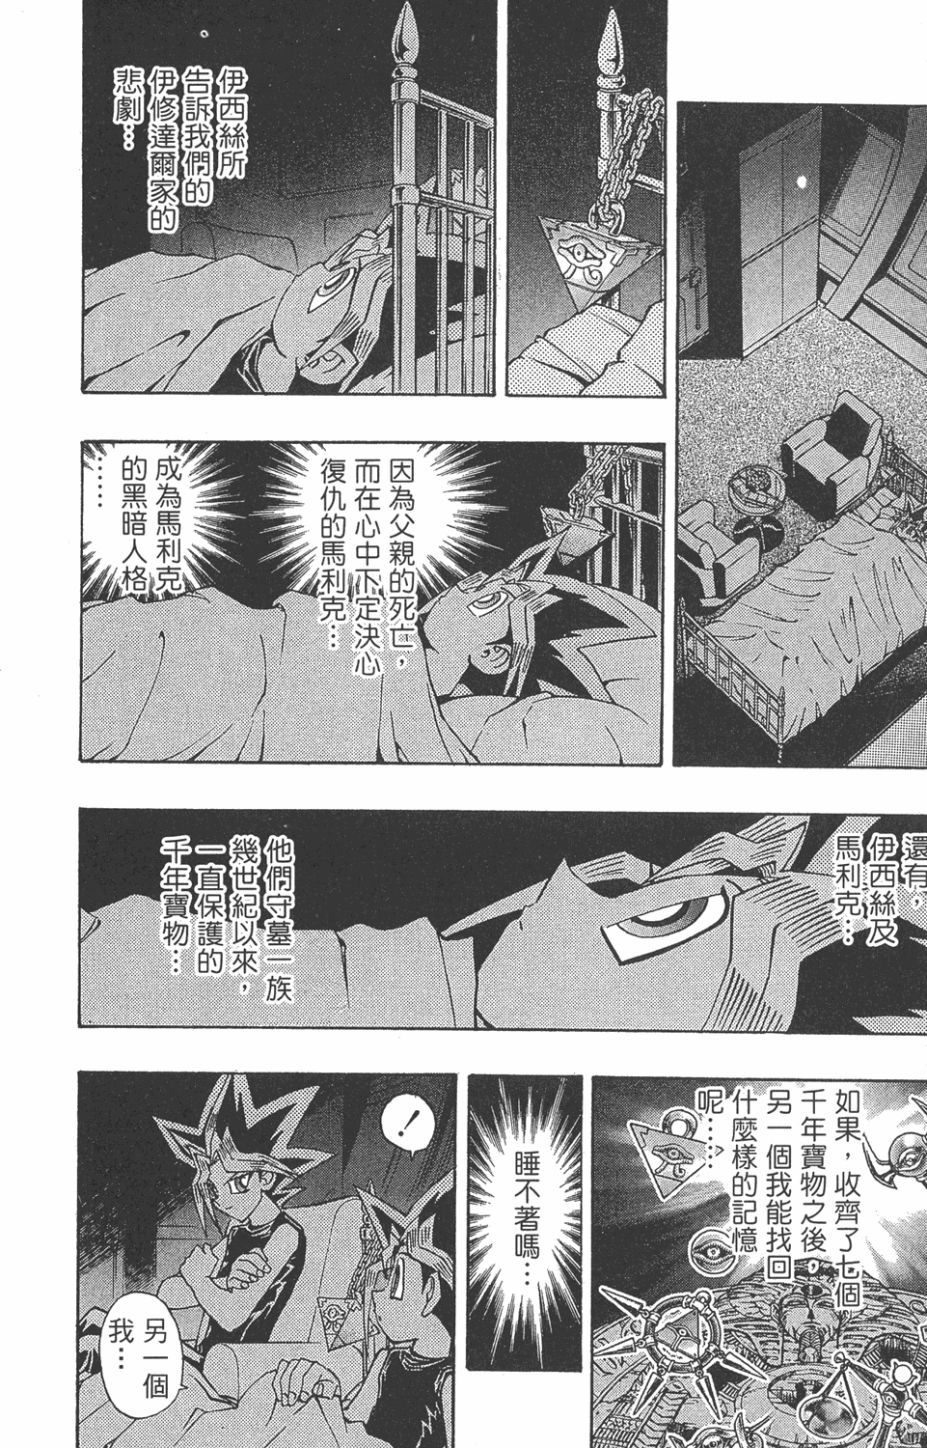 伊西絲所
告訴我們的
伊修達爾家的
悲劇…
因為父親的死亡，
而在心中下定決心
復仇的馬利克…
成為馬利克
的黑暗人格
……
還有，
伊西絲及
馬利克…
他們守墓一族
幾世紀以來，
一直保護的
千年寶物…
如果，收齊了七個
千年寶物之後，
另一個我能找回
什麼樣的記憶
呢……
睡不著嗎…
！
另一個
我…